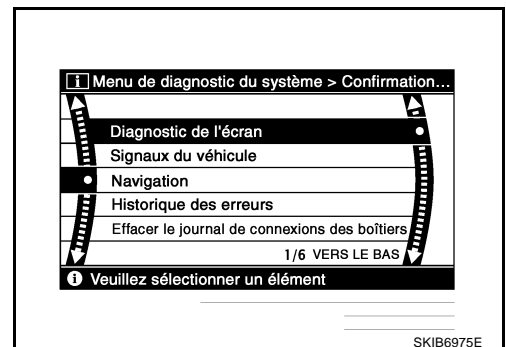 Menu de diagnostic du système > Confirmation...
Diagnostic de l'écran
Signaux du véhicule
Navigation
Historique des erreurs
Effacer le journal de connexions des boîtiers
1/6 VERS LE BAS
Veuillez sélectionner un élément
SKIB6975E